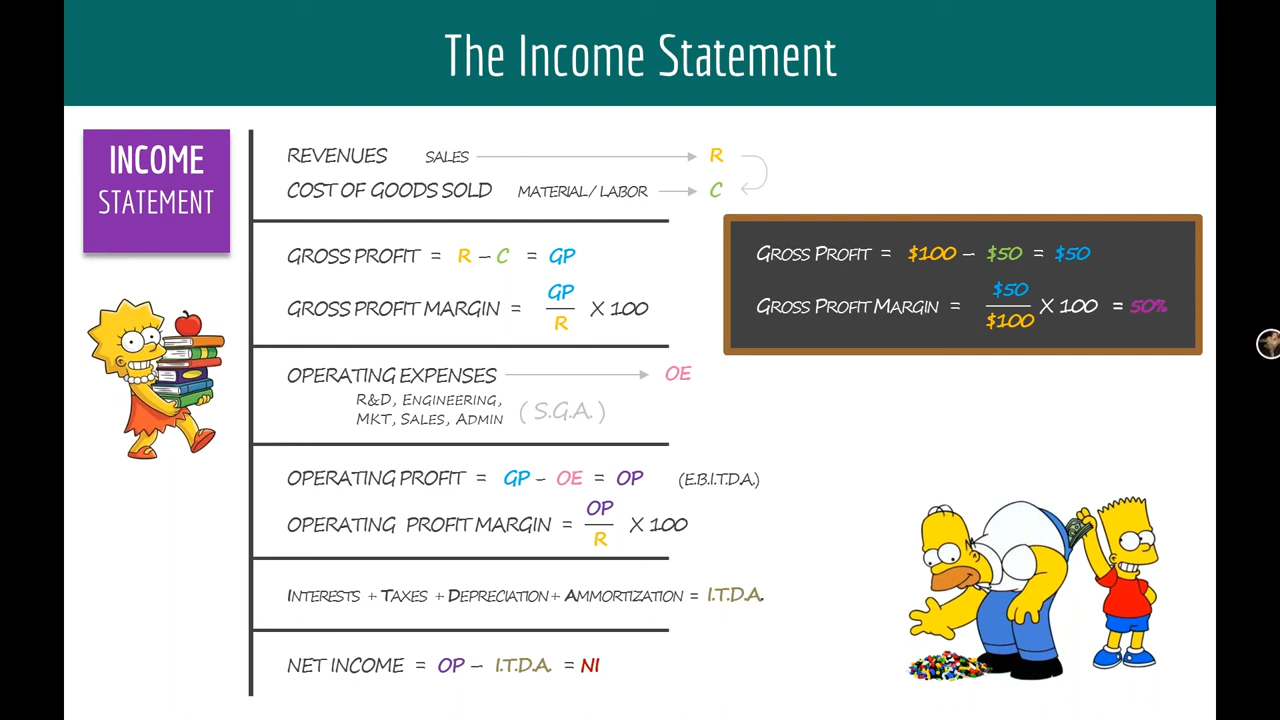 The Income Statement
INCOME
STATEMENT
REVENUES SALES R
COST OF GOODS SOLD MATERIAL/ LABOR C
GROSS PROFIT = R - C = GP
GROSS PROFIT MARGIN = GP / R X 100
GROSS PROFIT = $100 - $50 = $50
GROSS PROFIT MARGIN = $50 / $100 X 100 = 50%
OPERATING EXPENSES OE
R&D, ENGINEERING,
MKT, SALES, ADMIN (S.G.A.)
OPERATING PROFIT = GP - OE = OP (E.B.I.T.D.A.)
OPERATING PROFIT MARGIN = OP / R X 100
INTERESTS + TAXES + DEPRECIATION + AMMORTIZATION = I.T.D.A.
NET INCOME = OP - I.T.D.A. = NI